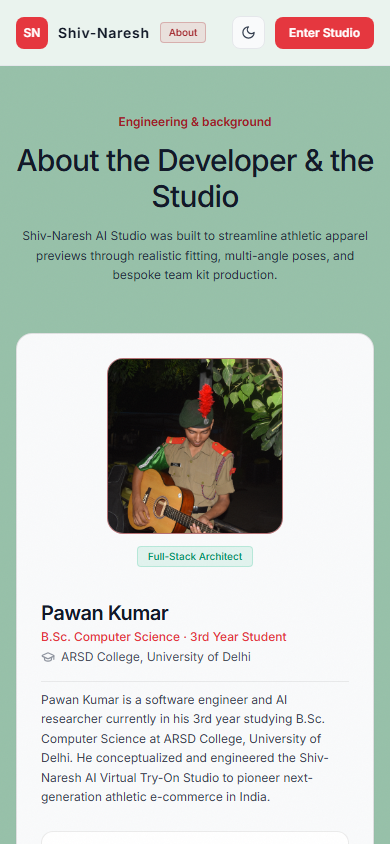 SN Shiv-Naresh About Enter Studio
Engineering & background
About the Developer & the
Studio
Shiv-Naresh AI Studio was built to streamline athletic apparel
previews through realistic fitting, multi-angle poses, and
bespoke team kit production.
Full-Stack Architect
Pawan Kumar
B.Sc. Computer Science · 3rd Year Student
ARSD College, University of Delhi
Pawan Kumar is a software engineer and AI
researcher currently in his 3rd year studying B.Sc.
Computer Science at ARSD College, University of
Delhi. He conceptualized and engineered the Shiv-
Naresh AI Virtual Try-On Studio to pioneer next-
generation athletic e-commerce in India.